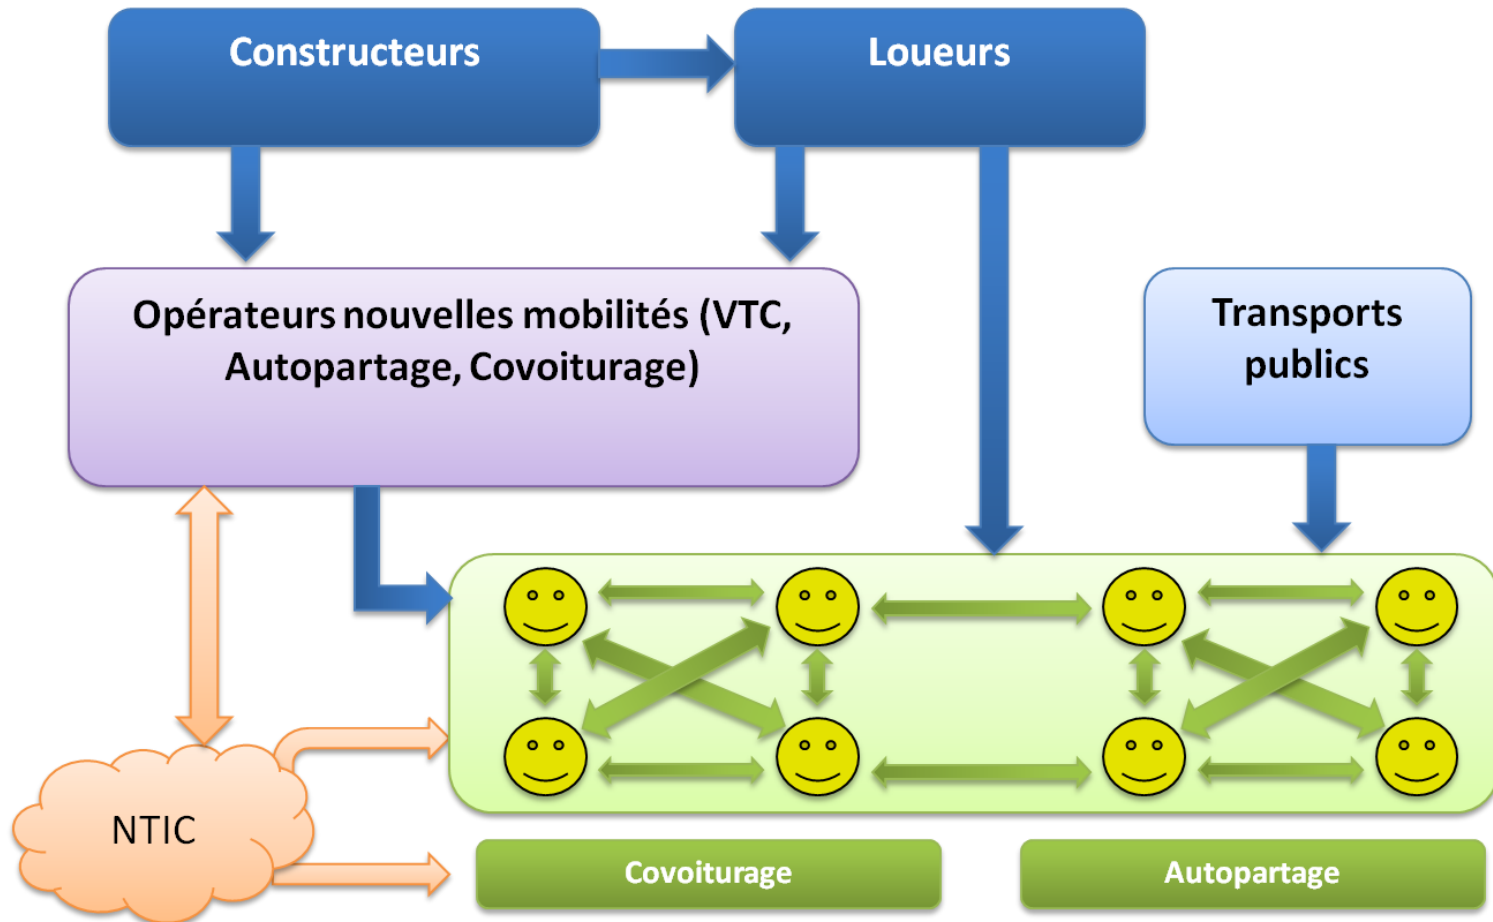 Constructeurs
Loueurs
Opérateurs nouvelles mobilités (VTC,
Autopartage, Covoiturage)
Transports
publics
NTIC
Covoiturage
Autopartage